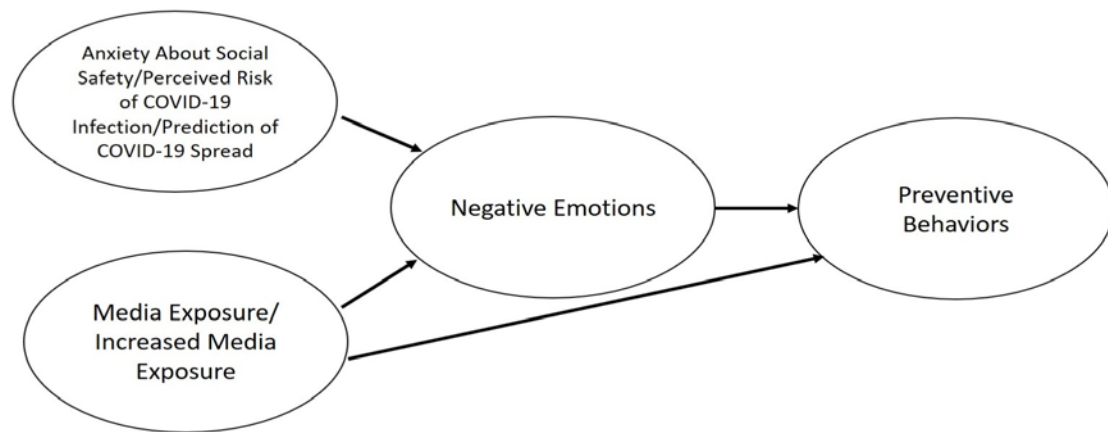 Anxiety About Social
Safety/Perceived Risk
of COVID-19
Infection/Prediction of
COVID-19 Spread
Negative Emotions
Preventive
Behaviors
Media Exposure/
Increased Media
Exposure